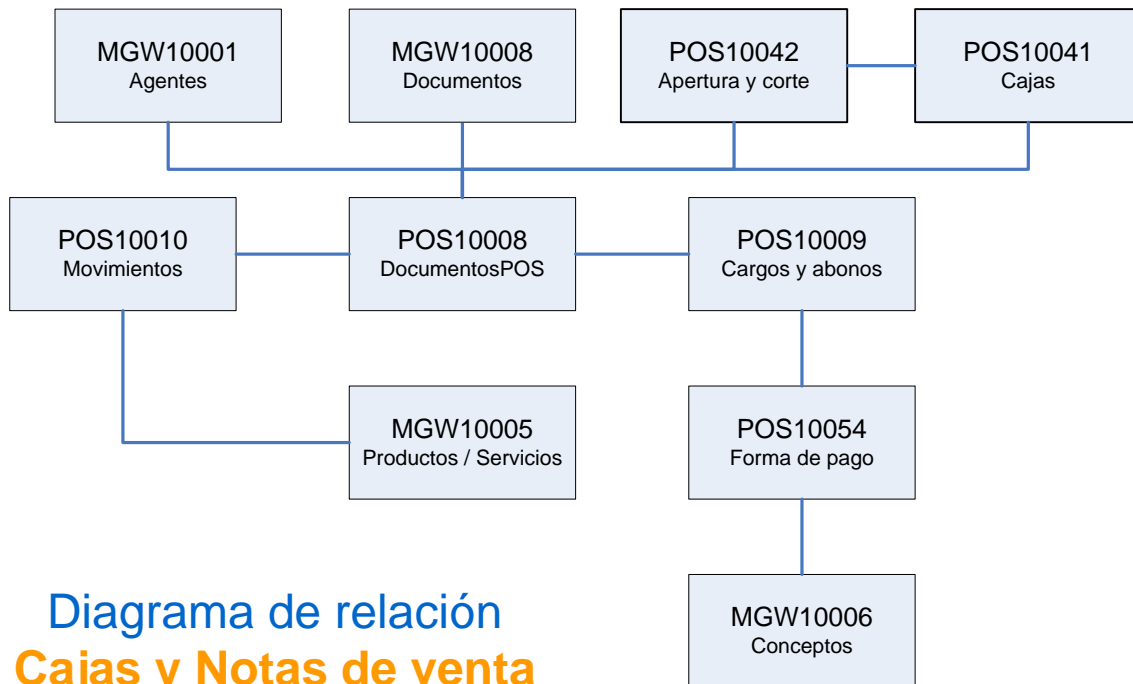 MGW10001
Agentes
MGW10008
Documentos
POS10042
Apertura y corte
POS10041
Cajas
POS10010
Movimientos
POS10008
DocumentosPOS
POS10009
Cargos y abonos
MGW10005
Productos / Servicios
POS10054
Forma de pago
Diagrama de relación
Cajas y Notas de venta
MGW10006
Conceptos